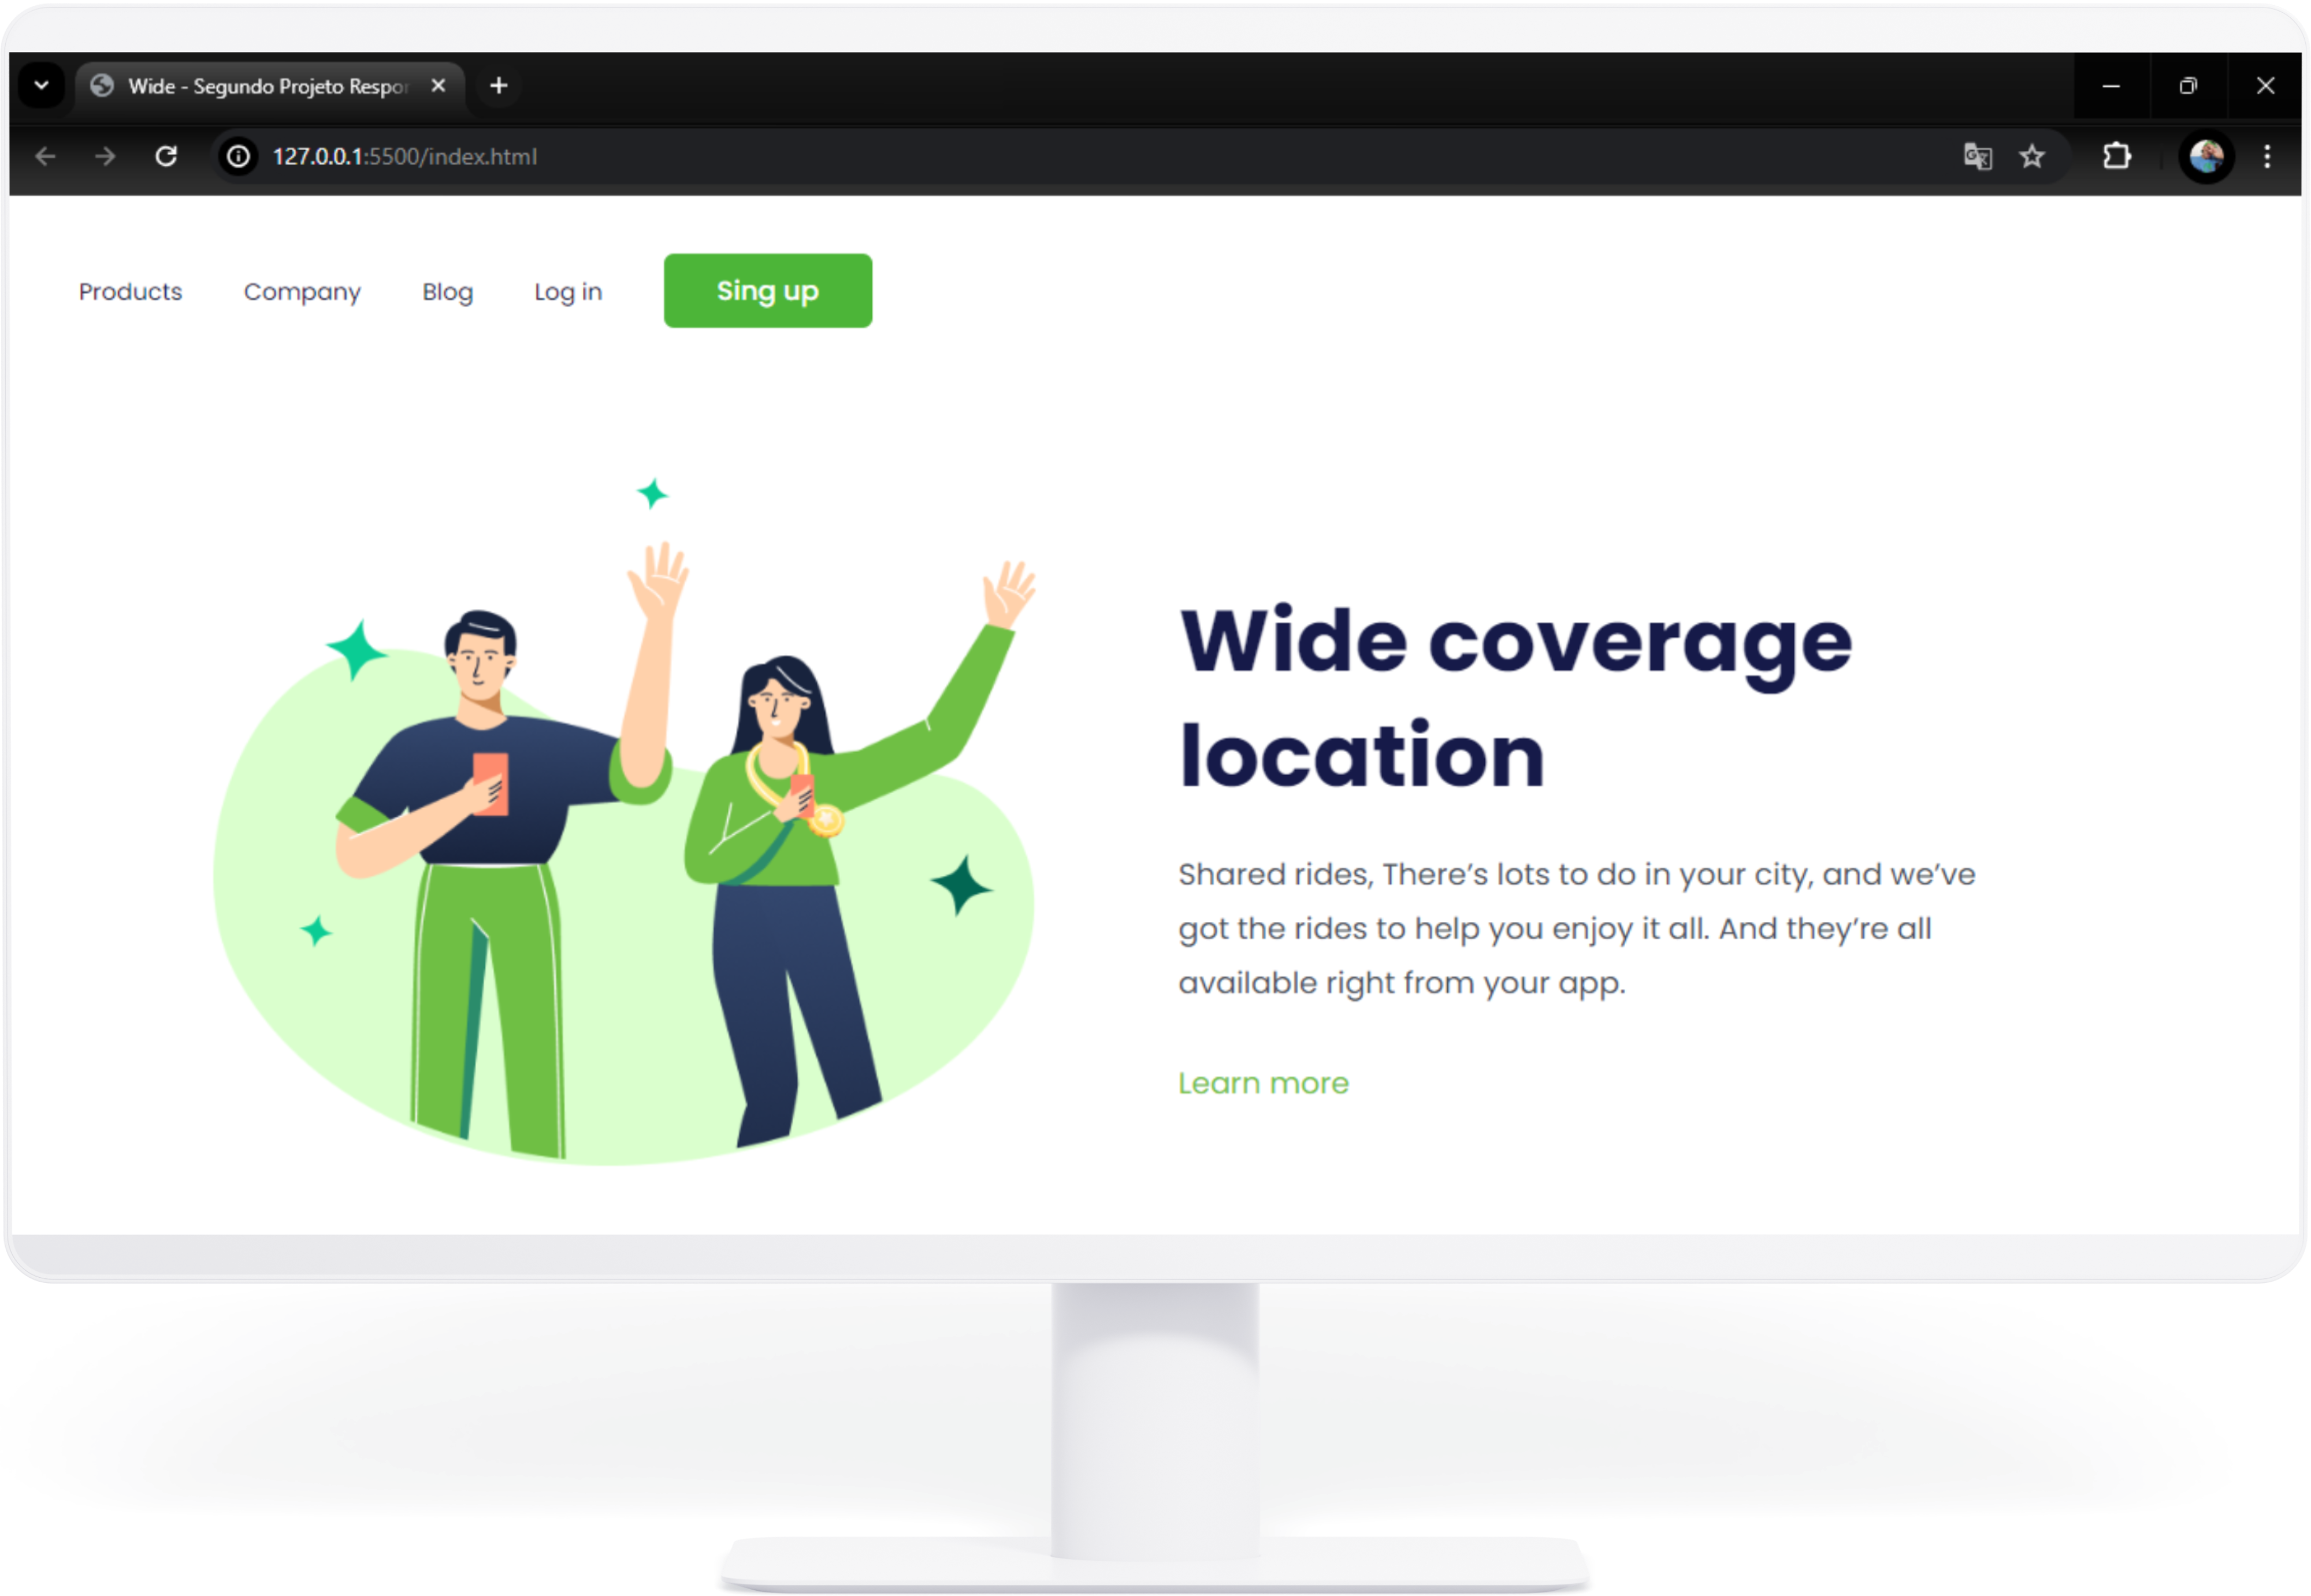 Wide - Segundo Projeto Respo
127.0.0.1:5500/index.html
Products Company Blog Log in Sing up
Wide coverage
location
Shared rides, There’s lots to do in your city, and we’ve
got the rides to help you enjoy it all. And they’re all
available right from your app.
Learn more